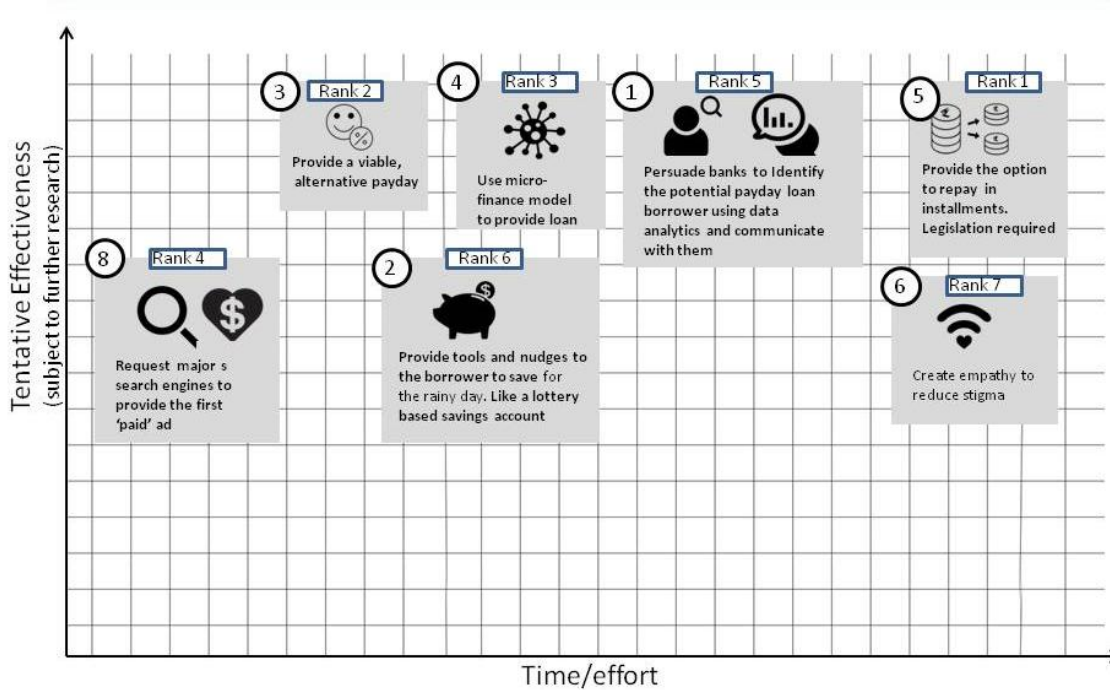 Tentative Effectiveness
(subject to further research)
3
Rank 2
Provide a viable,
alternative payday
4
Rank 3
Use micro-
finance model
to provide loan
1
Rank 5
Persuade banks to Identify
the potential payday loan
borrower using data
analytics and communicate
with them
5
Rank 1
£
Provide the option
to repay in
installments.
Legislation required
8
Rank 4
$
Request major s
search engines to
provide the first
‘paid’ ad
2
Rank 6
$
Provide tools and nudges to
the borrower to save for
the rainy day. Like a lottery
based savings account
6
Rank 7
Create empathy to
reduce stigma
Time/effort